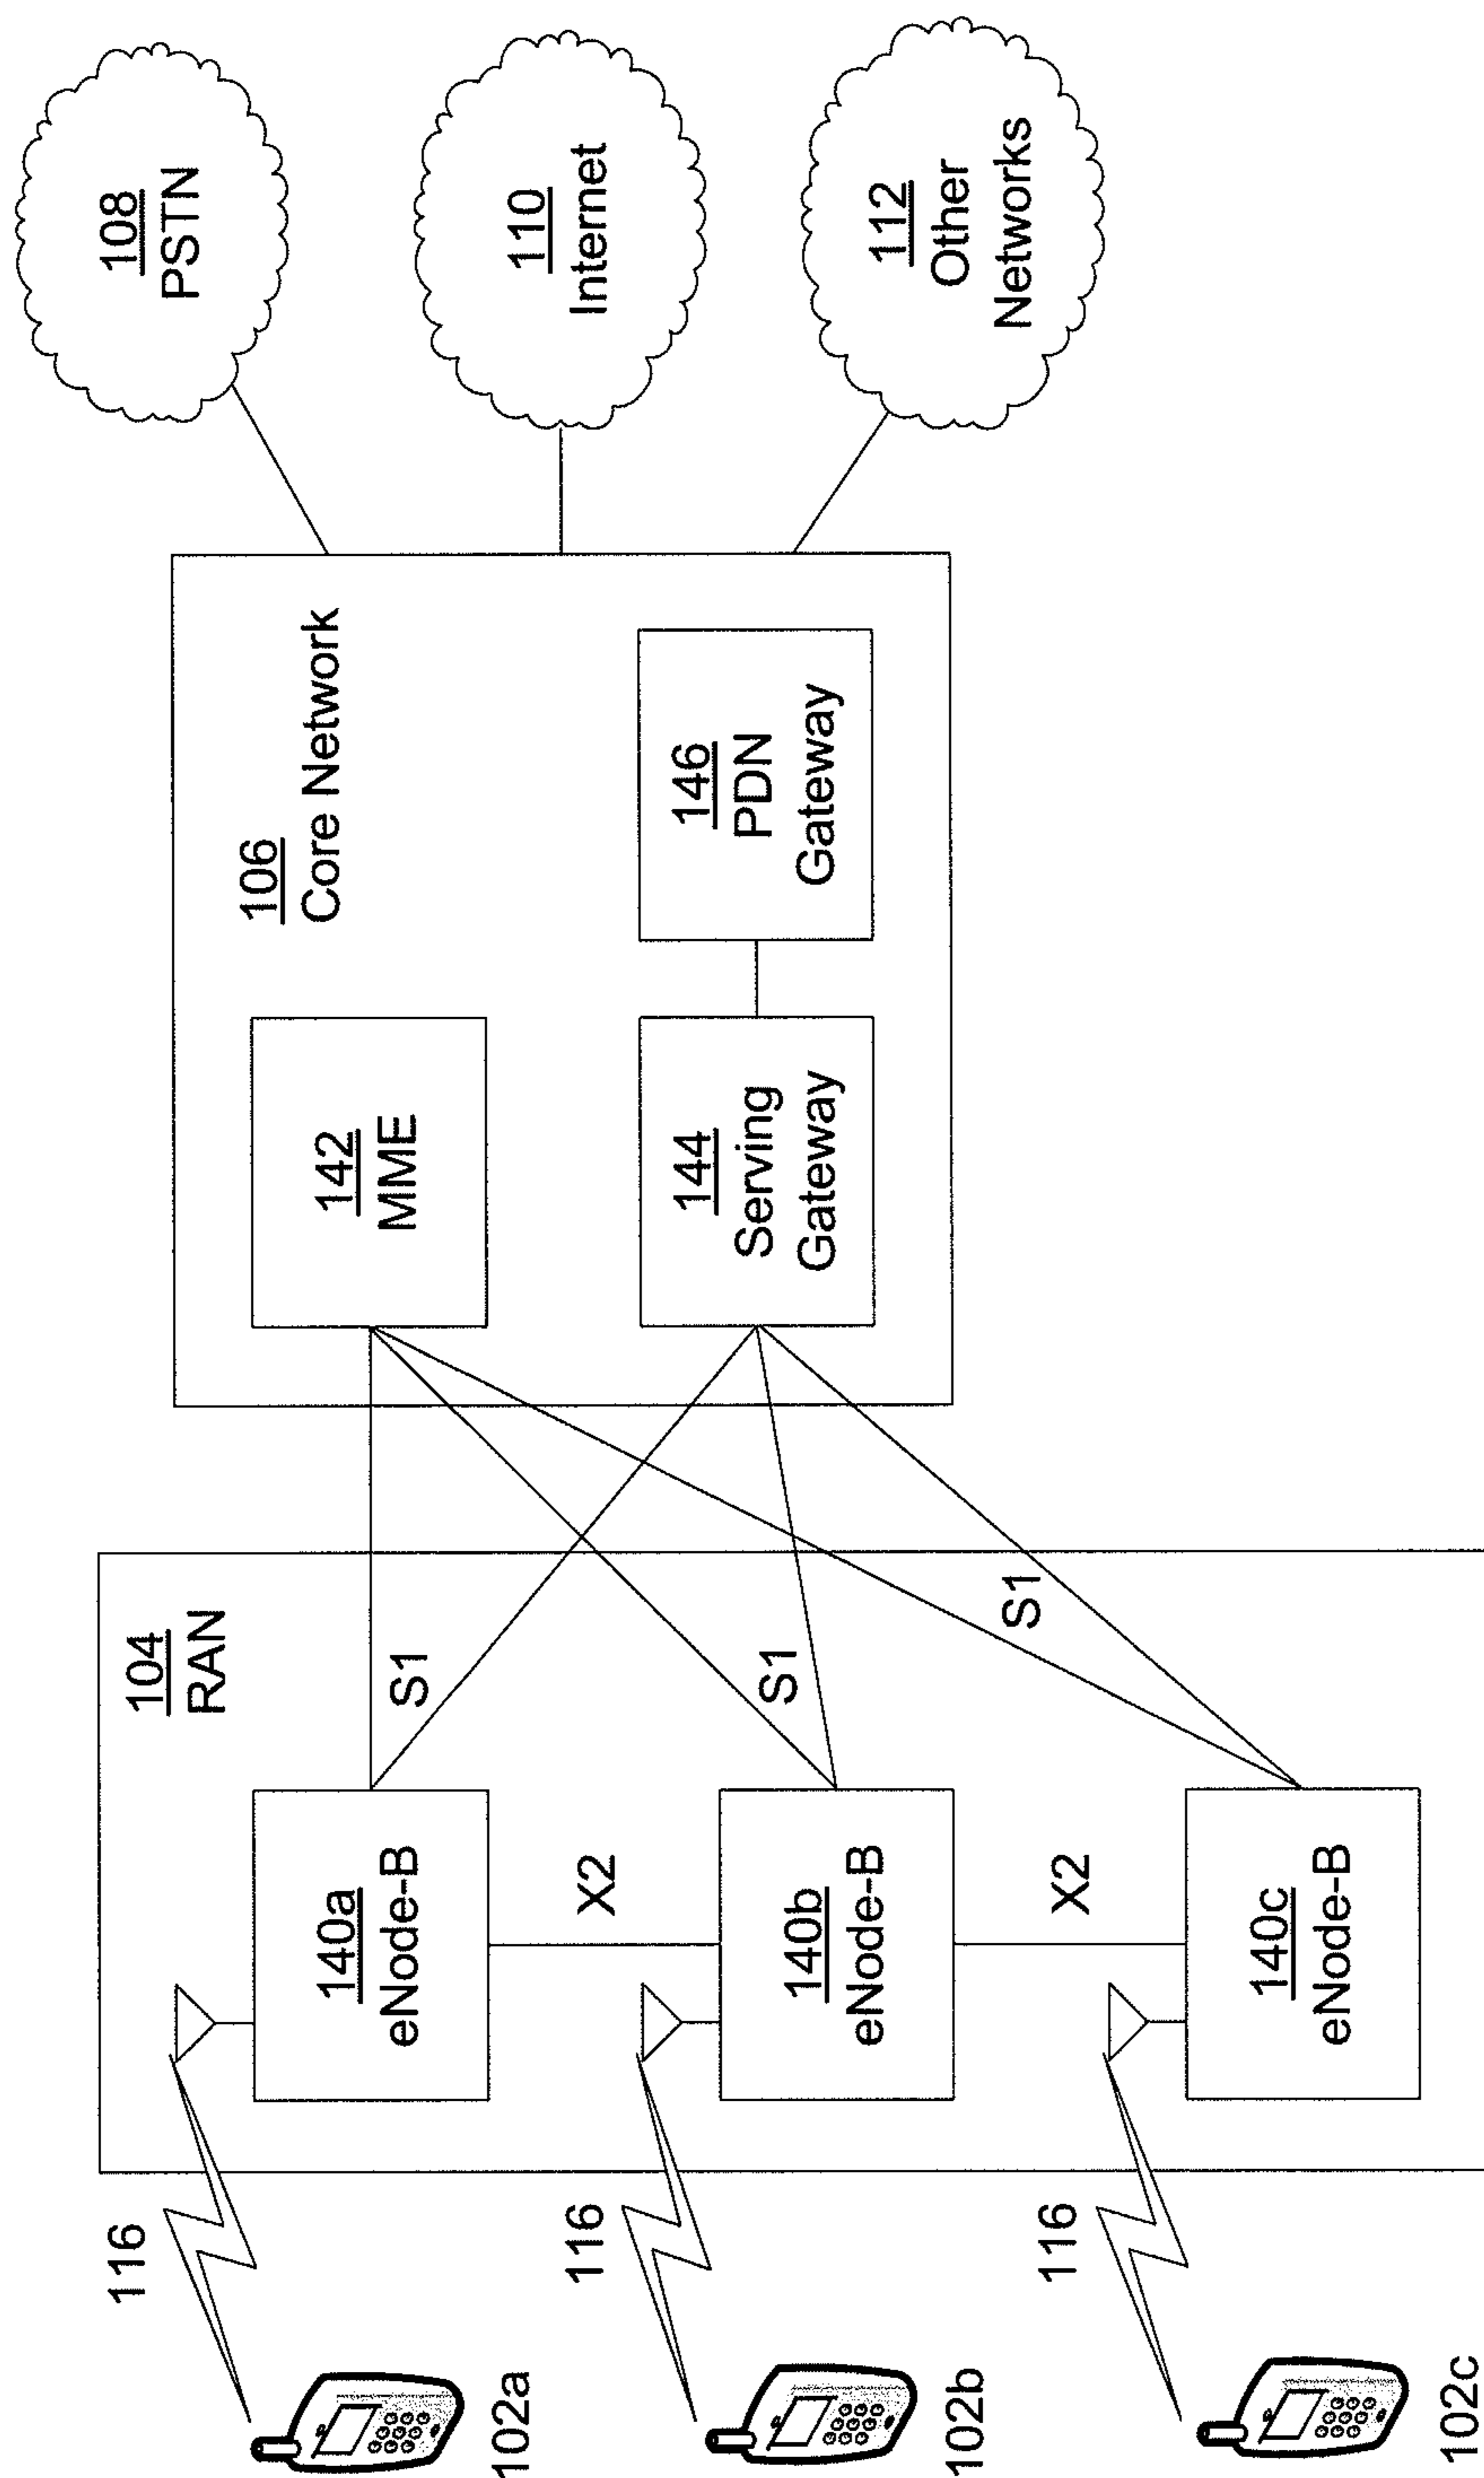 116
102a
116
102b
116
102c
104
RAN
140a
eNode-B
X2
140b
eNode-B
X2
140c
eNode-B
S1
S1
S1
106
Core Network
142
MME
144
Serving
Gateway
146
PDN
Gateway
108
PSTN
110
Internet
112
Other
Networks